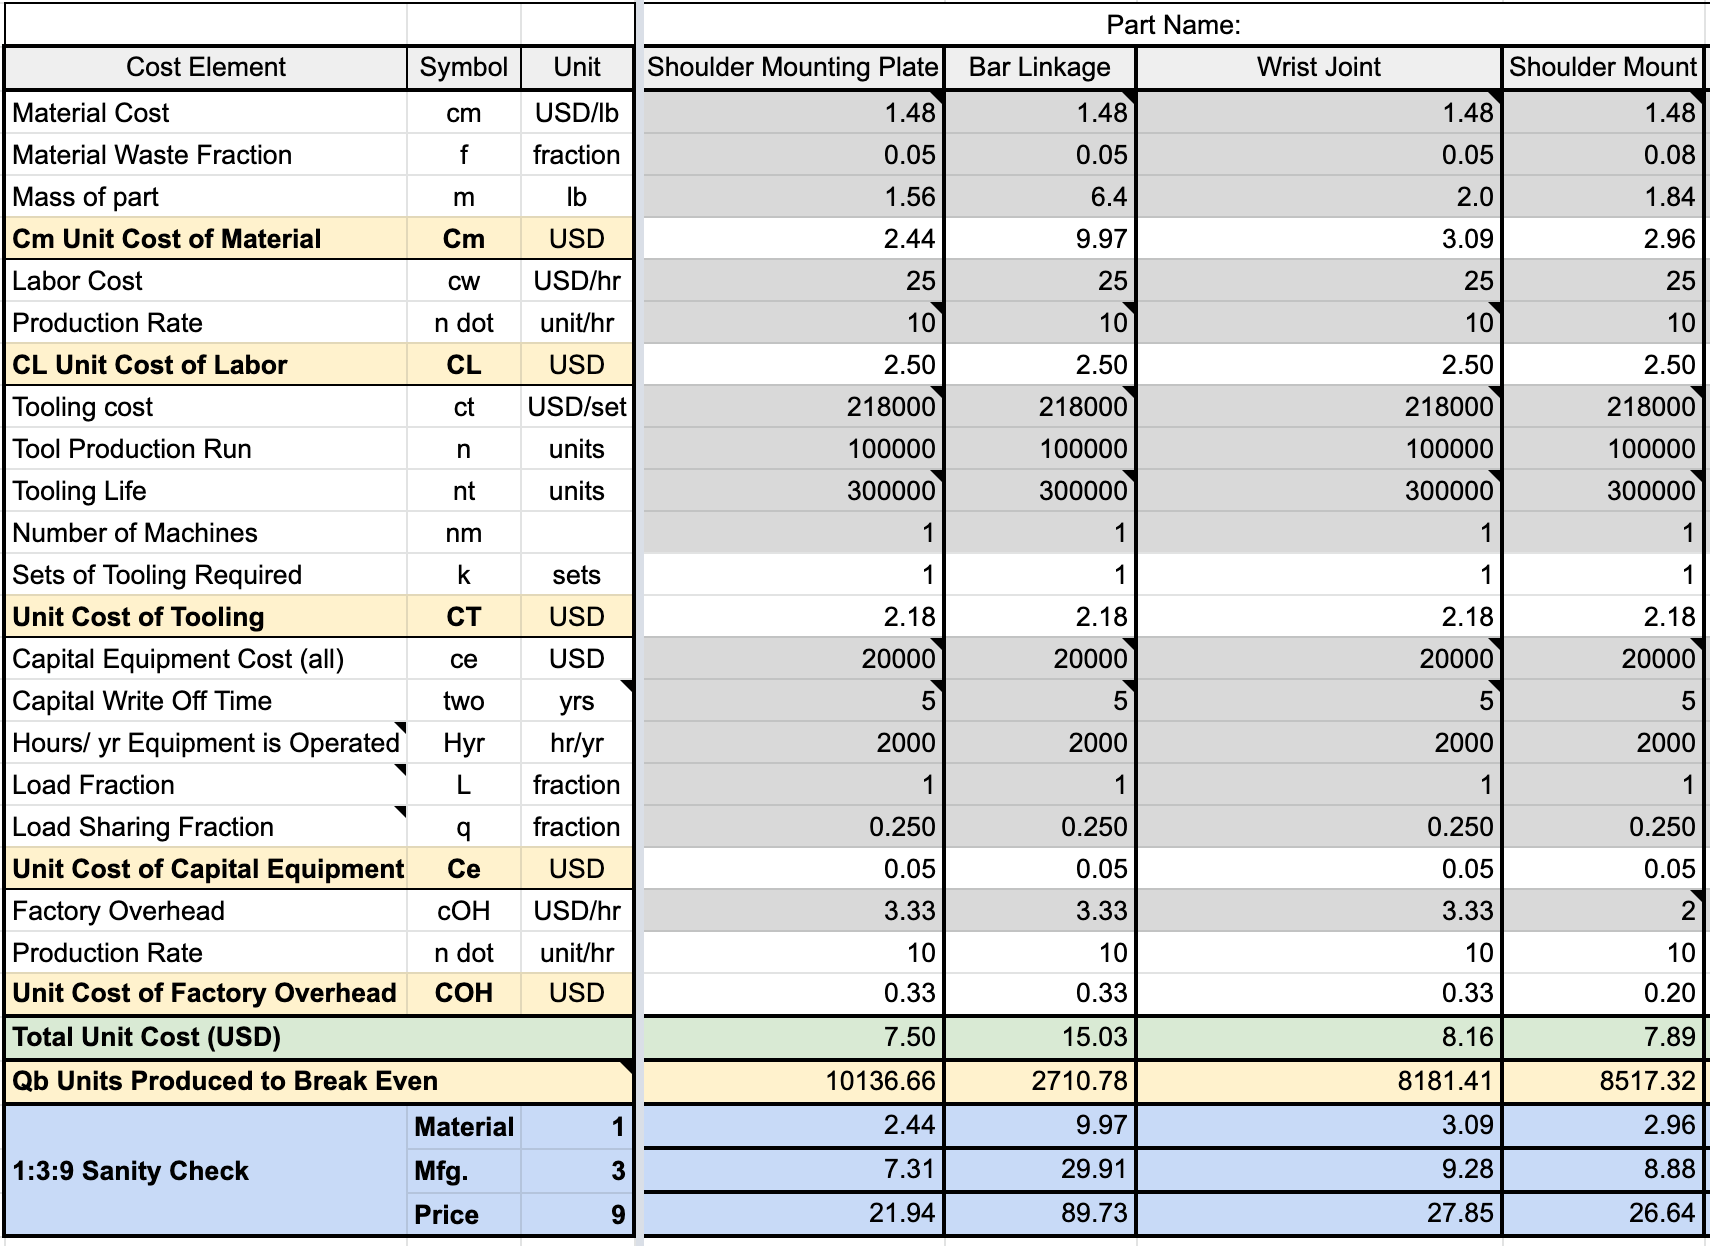 Part Name:
Cost Element Symbol Unit Shoulder Mounting Plate Bar Linkage Wrist Joint Shoulder Mount
Material Cost cm USD/lb 1.48 1.48 1.48 1.48
Material Waste Fraction f fraction 0.05 0.05 0.05 0.08
Mass of part m lb 1.56 6.4 2.0 1.84
Cm Unit Cost of Material Cm USD 2.44 9.97 3.09 2.96
Labor Cost cw USD/hr 25 25 25 25
Production Rate n dot unit/hr 10 10 10 10
CL Unit Cost of Labor CL USD 2.50 2.50 2.50 2.50
Tooling cost ct USD/set 218000 218000 218000 218000
Tool Production Run n units 100000 100000 100000 100000
Tooling Life nt units 300000 300000 300000 300000
Number of Machines nm 1 1 1 1
Sets of Tooling Required k sets 1 1 1 1
Unit Cost of Tooling CT USD 2.18 2.18 2.18 2.18
Capital Equipment Cost (all) ce USD 20000 20000 20000 20000
Capital Write Off Time two yrs 5 5 5 5
Hours/ yr Equipment is Operated Hyr hr/yr 2000 2000 2000 2000
Load Fraction L fraction 1 1 1 1
Load Sharing Fraction q fraction 0.250 0.250 0.250 0.250
Unit Cost of Capital Equipment Ce USD 0.05 0.05 0.05 0.05
Factory Overhead cOH USD/hr 3.33 3.33 3.33 2
Production Rate n dot unit/hr 10 10 10 10
Unit Cost of Factory Overhead COH USD 0.33 0.33 0.33 0.20
Total Unit Cost (USD) 7.50 15.03 8.16 7.89
Qb Units Produced to Break Even 10136.66 2710.78 8181.41 8517.32
Material 1 2.44 9.97 3.09 2.96
1:3:9 Sanity Check Mfg. 3 7.31 29.91 9.28 8.88
Price 9 21.94 89.73 27.85 26.64